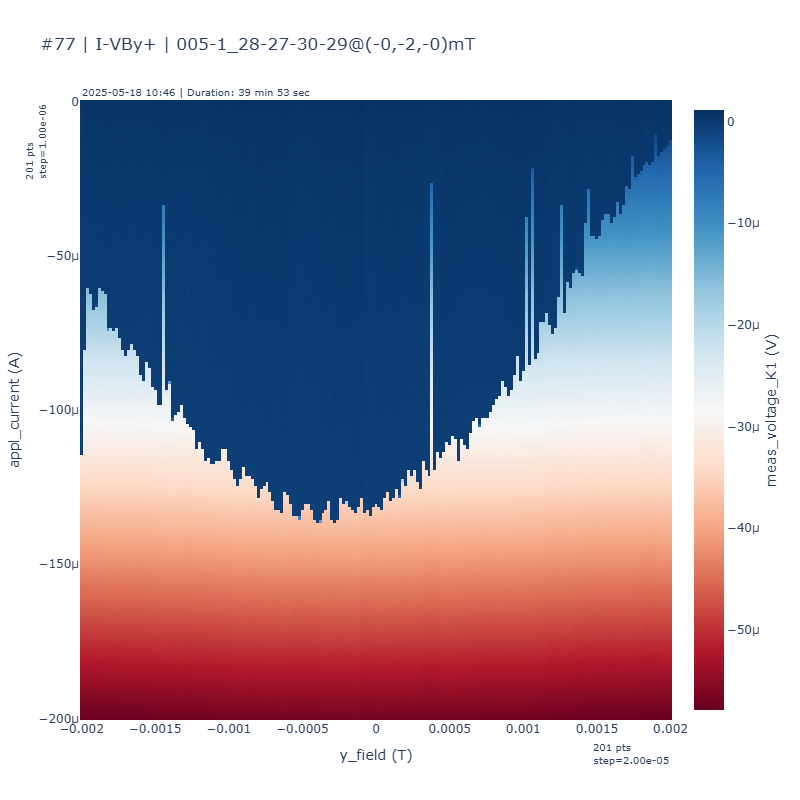 #77 | I-VBy+ | 005-1_28-27-30-29@(-0,-2,-0)mT
2025-05-18 10:46 | Duration: 39 min 53 sec
201 pts
step=1.00e-06
appl_current (A)
0
−50μ
−100μ
−150μ
−200μ
−0.002
−0.0015
−0.001
−0.0005
0
0.0005
0.001
0.0015
0.002
y_field (T)
201 pts
step=2.00e-05
0
−10μ
−20μ
−30μ
−40μ
−50μ
meas_voltage_K1 (V)